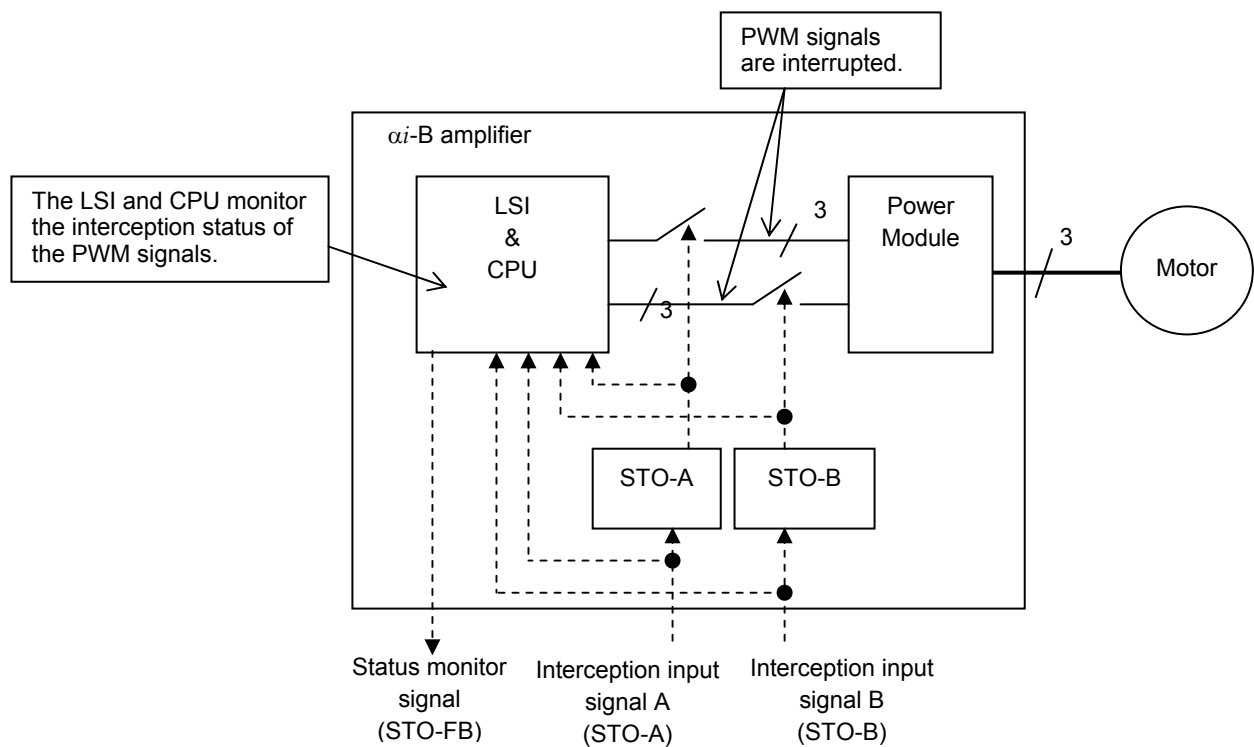 PWM signals
are interrupted.
αi-B amplifier
The LSI and CPU monitor
the interception status of
the PWM signals.
LSI
&
CPU
3
Power
Module
3
Motor
3
STO-A
STO-B
Status monitor
signal
(STO-FB)
Interception input
signal A
(STO-A)
Interception input
signal B
(STO-B)